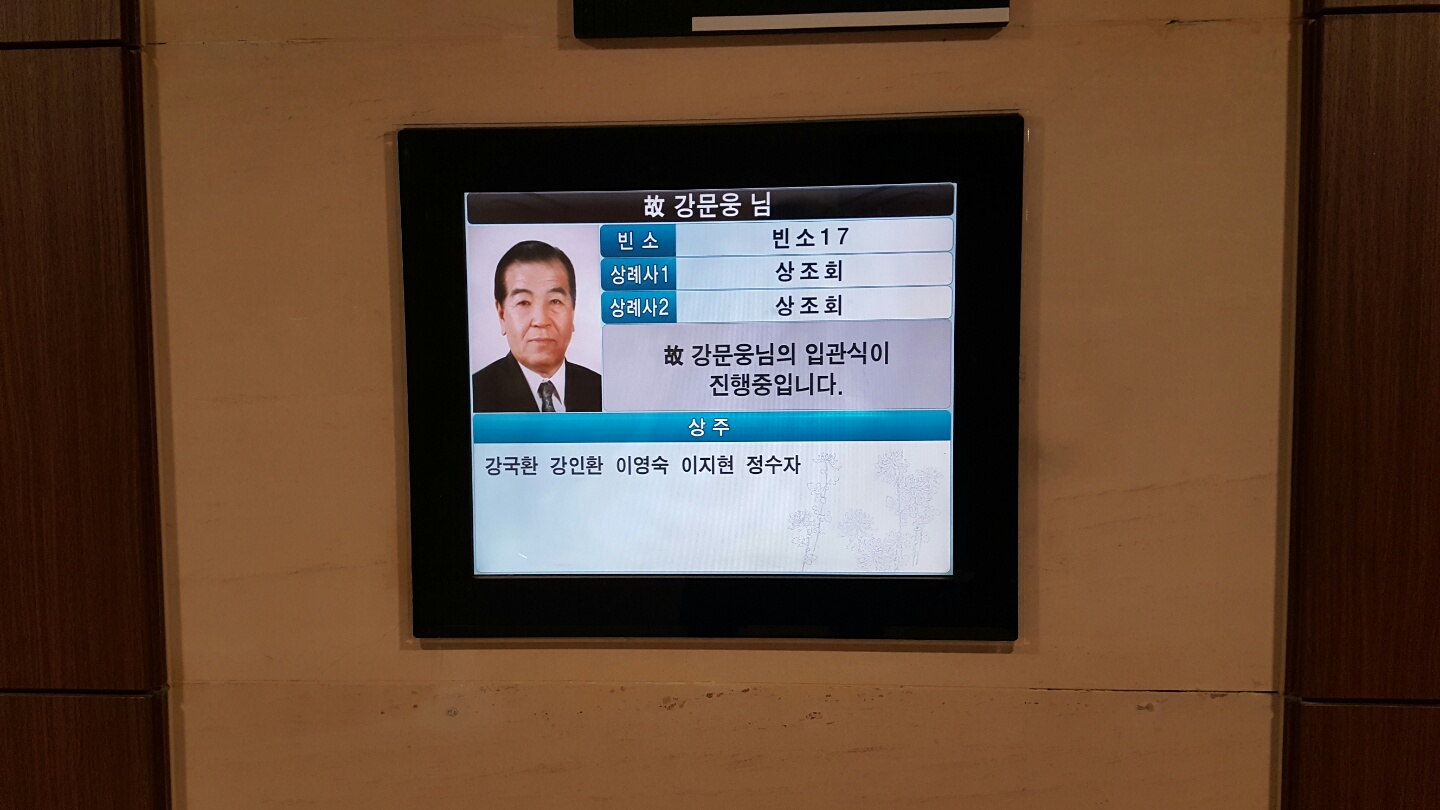 故 강문웅 님
빈 소 빈 소 1 7
상례사1 상 조 회
상례사2 상 조 회
故 강문웅님의 입관식이
진행중입니다.
상 주
강국환 강인환 이영숙 이지현 정수자